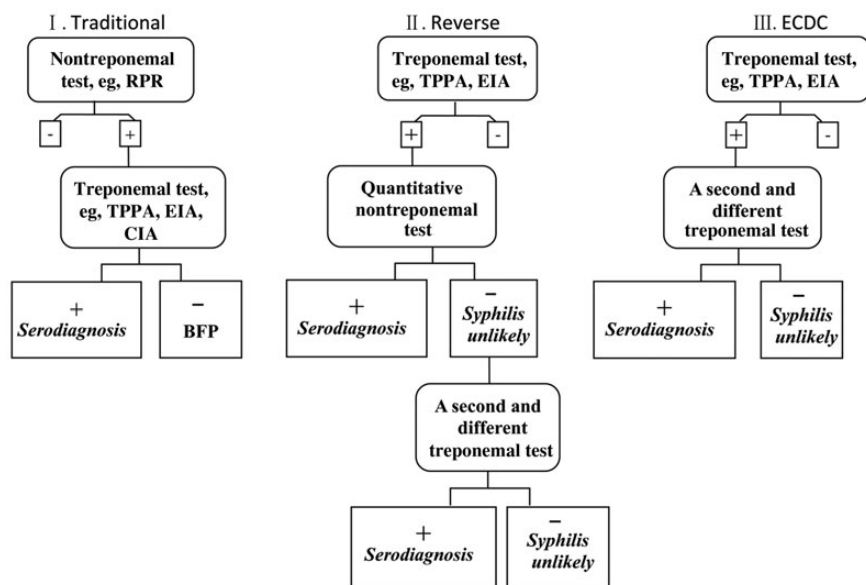 Ⅰ. Traditional
Nontreponemal
test, eg, RPR
-
+
Treponemal test,
eg, TPPA, EIA,
CIA
+
Serodiagnosis
−
BFP
Ⅱ. Reverse
Treponemal test,
eg, TPPA, EIA
+
-
Quantitative
nontreponemal
test
+
Serodiagnosis
−
Syphilis
unlikely
A second and
different
treponemal test
+
Serodiagnosis
−
Syphilis
unlikely
Ⅲ. ECDC
Treponemal test,
eg, TPPA, EIA
+
-
A second and
different
treponemal test
+
Serodiagnosis
−
Syphilis
unlikely